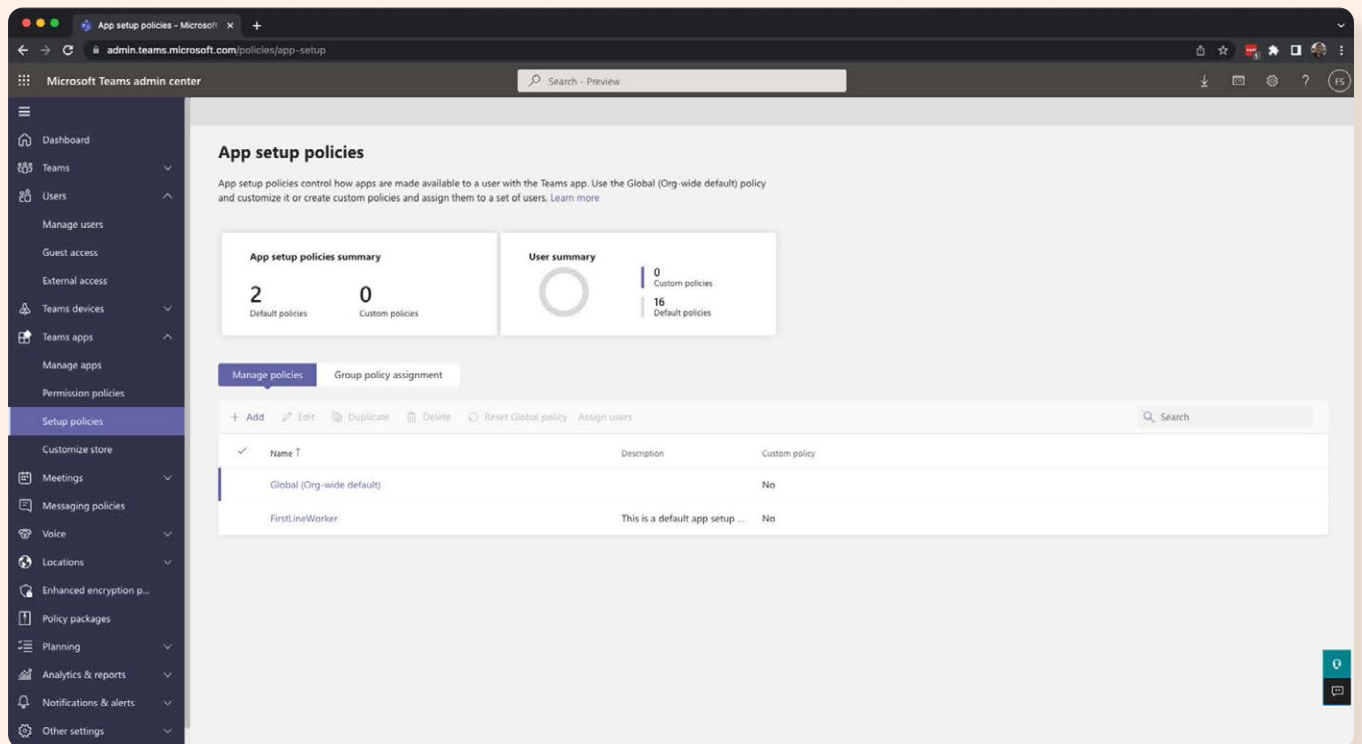 App setup policies - Microsoft
admin.teams.microsoft.com/policies/app-setup
Microsoft Teams admin center
Search - Preview
FS
Dashboard
Teams
Users
Manage users
Guest access
External access
Teams devices
Teams apps
Manage apps
Permission policies
Setup policies
Customize store
Meetings
Messaging policies
Voice
Locations
Enhanced encryption p...
Policy packages
Planning
Analytics & reports
Notifications & alerts
Other settings
App setup policies
App setup policies control how apps are made available to a user with the Teams app. Use the Global (Org-wide default) policy
and customize it or create custom policies and assign them to a set of users. Learn more
App setup policies summary
2
Default policies
0
Custom policies
User summary
0
Custom policies
16
Default policies
Manage policies
Group policy assignment
+ Add Edit Duplicate Delete Reset Global policy Assign users
Search
Name ↑ Description Custom policy
Global (Org-wide default) No
FirstLineWorker This is a default app setup ... No